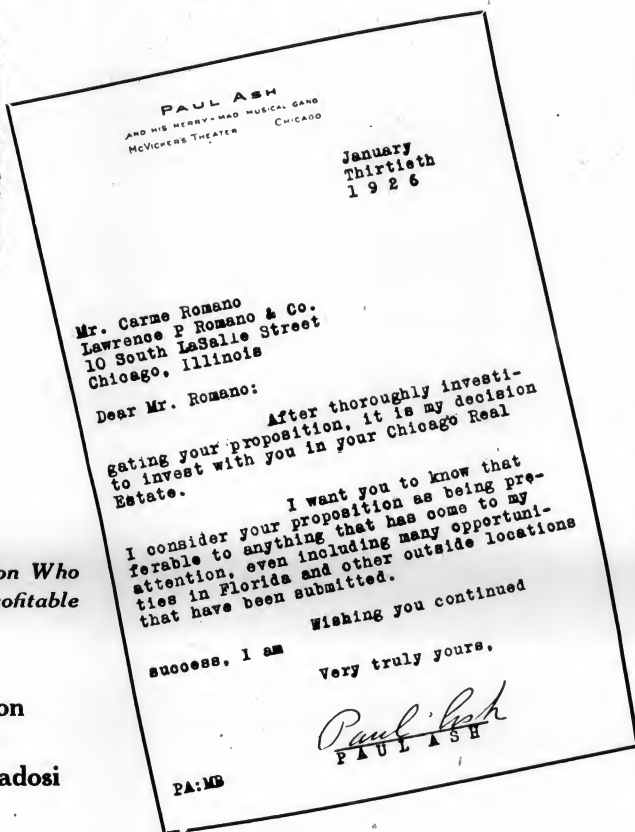 PAUL ASH
AND HIS MERRY-MAD MUSICAL GANG
MCVICKER'S THEATER CHICAGO
January
Thirtieth
1 9 2 6
Mr. Carme Romano
Lawrence P Romano & Co.
10 South LaSalle Street
Chicago, Illinois
Dear Mr. Romano:
After thoroughly investi-
gating your proposition, it is my decision
to invest with you in your Chicago Real
Estate.
I want you to know that
I consider your proposition as being pre-
ferable to anything that has come to my
attention, even including many opportuni-
ties in Florida and other outside locations
that have been submitted.
Wishing you continued
success, I am
Very truly yours,
Paul Ash
PAUL ASH
PA:MB
on Who
ofitable
on
adosi